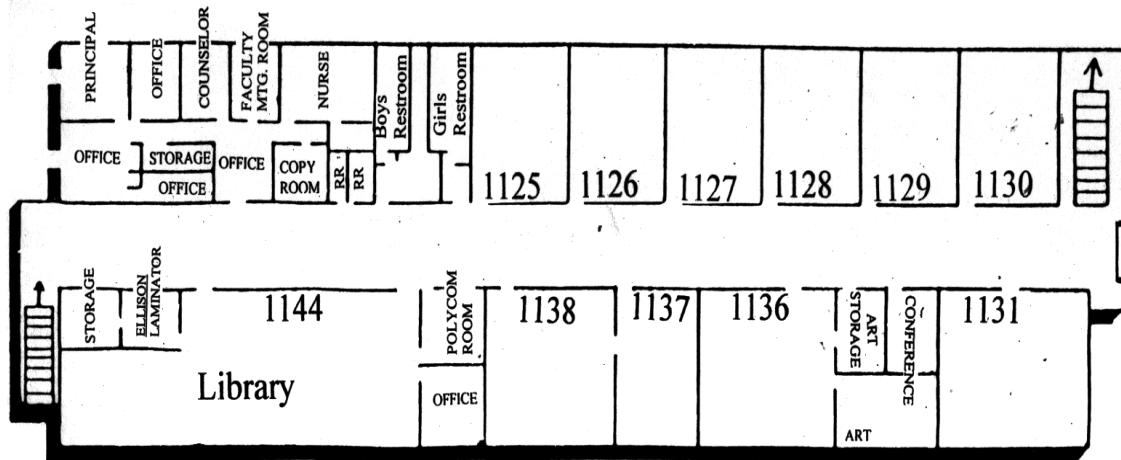 PRINCIPAL
OFFICE
COUNSELOR
FACULTY
MTG. ROOM
NURSE
Boys
Restroom
Girls
Restroom
OFFICE
STORAGE
OFFICE
OFFICE
COPY
ROOM
RR
RR
1125
1126
1127
1128
1129
1130
STORAGE
ELLISON
LAMINATOR
1144
Library
POLYCOM
ROOM
OFFICE
1138
1137
1136
ART
STORAGE
CONFERENCE
ART
1131